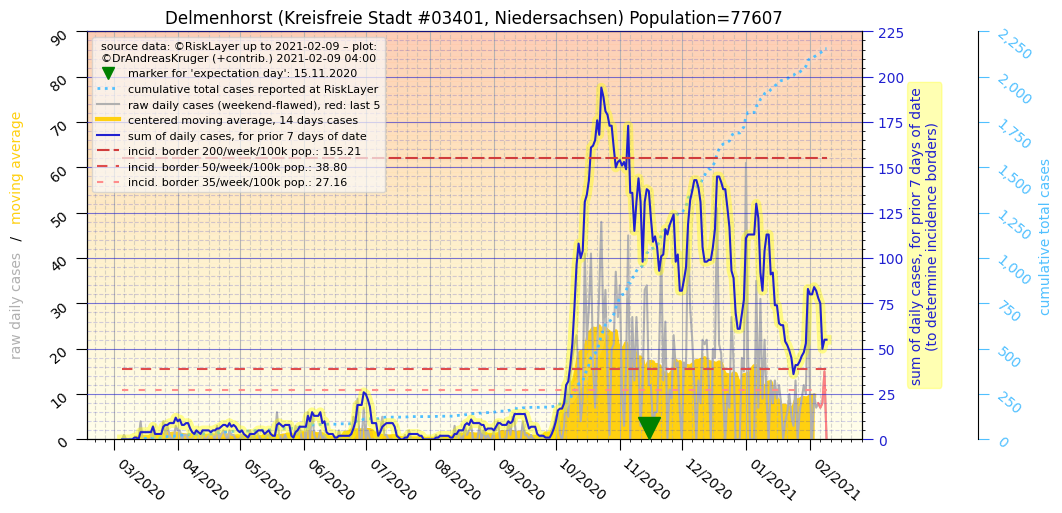 Delmenhorst (Kreisfreie Stadt #03401, Niedersachsen) Population=77607
source data: ©RiskLayer up to 2021-02-09 – plot:
©DrAndreasKruger (+contrib.) 2021-02-09 04:00
marker for 'expectation day': 15.11.2020
cumulative total cases reported at RiskLayer
raw daily cases (weekend-flawed), red: last 5
centered moving average, 14 days cases
sum of daily cases, for prior 7 days of date
incid. border 200/week/100k pop.: 155.21
incid. border 50/week/100k pop.: 38.80
incid. border 35/week/100k pop.: 27.16
raw daily cases / moving average
90
80
70
60
50
40
30
20
10
0
03/2020
04/2020
05/2020
06/2020
07/2020
08/2020
09/2020
10/2020
11/2020
12/2020
01/2021
02/2021
225
200
175
150
125
100
75
50
25
0
sum of daily cases, for prior 7 days of date
(to determine incidence borders)
2,250
2,000
1,750
1,500
1,250
1,000
750
500
250
0
cumulative total cases